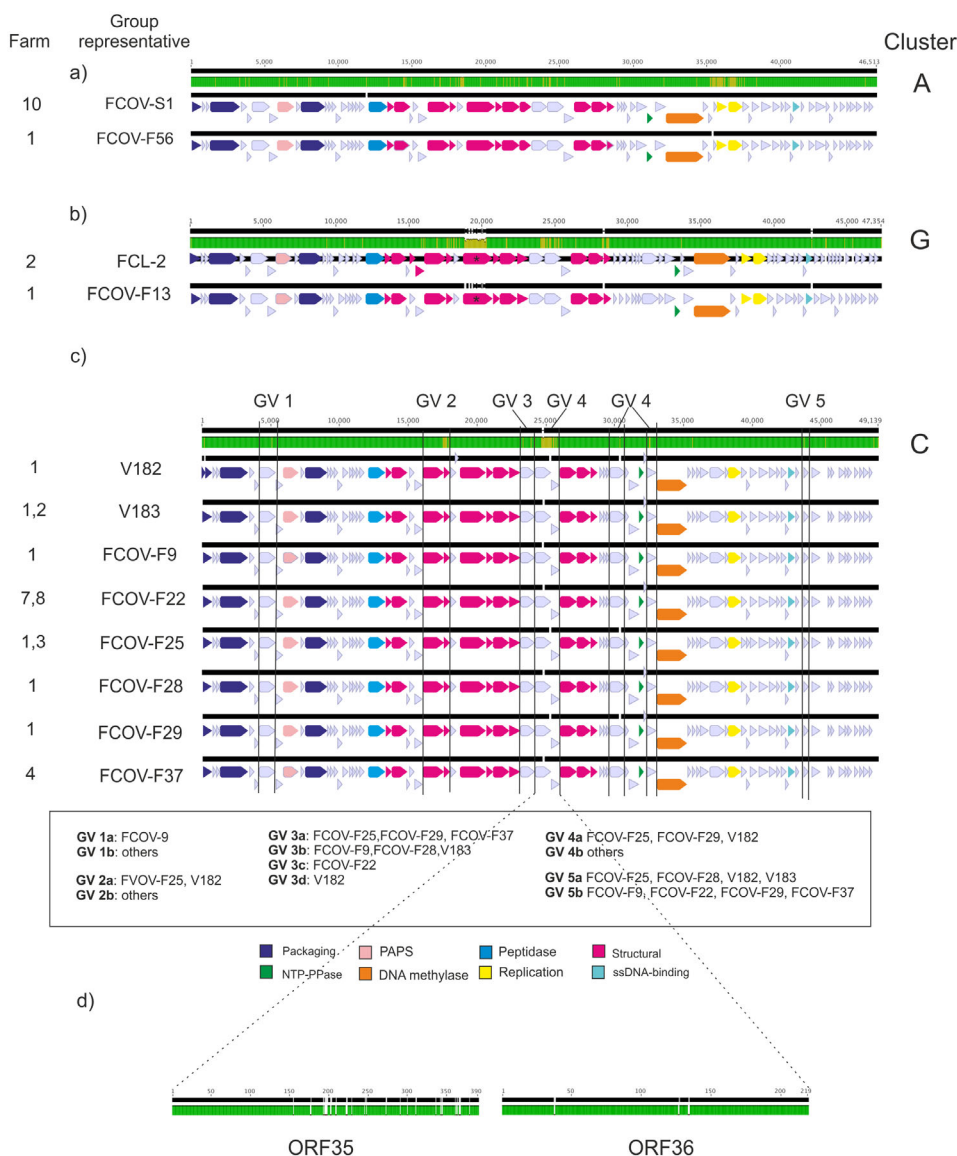 Farm
Group
representative
Cluster
a)
1 5,000 10,000 15,000 20,000 25,000 30,000 35,000 40,000 46,513
A
10 FCOV-S1
1 FCOV-F56
b)
1 5,000 10,000 15,000 20,000 25,000 30,000 35,000 40,000 45,000 47,354
G
2 FCL-2
*
1 FCOV-F13
*
c)
GV 1 GV 2 GV 3 GV 4 GV 4 GV 5
1 5,000 10,000 15,000 20,000 25,000 30,000 35,000 40,000 45,000 49,139
C
1 V182
1,2 V183
1 FCOV-F9
7,8 FCOV-F22
1,3 FCOV-F25
1 FCOV-F28
1 FCOV-F29
4 FCOV-F37
GV 1a: FCOV-9
GV 1b: others
GV 2a: FVOV-F25, V182
GV 2b: others
GV 3a: FCOV-F25,FCOV-F29, FCOV-F37
GV 3b: FCOV-F9,FCOV-F28,V183
GV 3c: FCOV-F22
GV 3d: V182
GV 4a FCOV-F25, FCOV-F29, V182
GV 4b others
GV 5a FCOV-F25, FCOV-F28, V182, V183
GV 5b FCOV-F9, FCOV-F22, FCOV-F29, FCOV-F37
Packaging PAPS Peptidase Structural
NTP-PPase DNA methylase Replication ssDNA-binding
d)
1 50 100 150 200 250 300 350 390
1 50 100 150 200 219
ORF35 ORF36